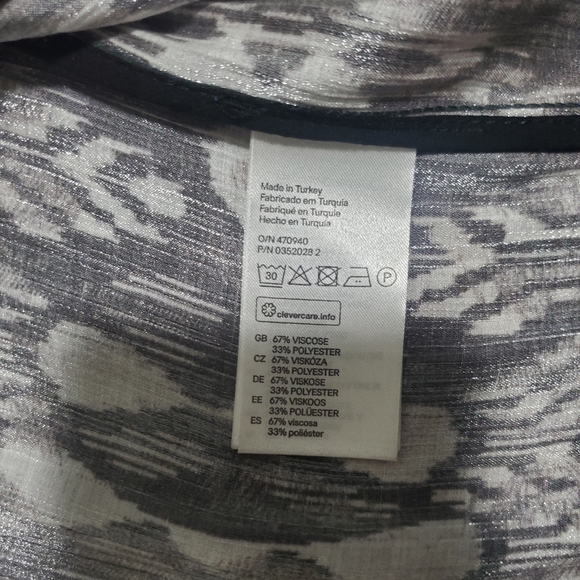 Made in Turkey
Fabricado em Turquia
Fabriqué en Turquie
Hecho en Turquía
O/N 470940
P/N 0352028 2
30 P
clevercare.info
GB 67% VISCOSE
33% POLYESTER
CZ 67% VISKÓZA
33% POLYESTER
DE 67% VISKOSE
33% POLYESTER
EE 67% VISKOOS
33% POLÜESTER
ES 67% viscosa
33% poliéster